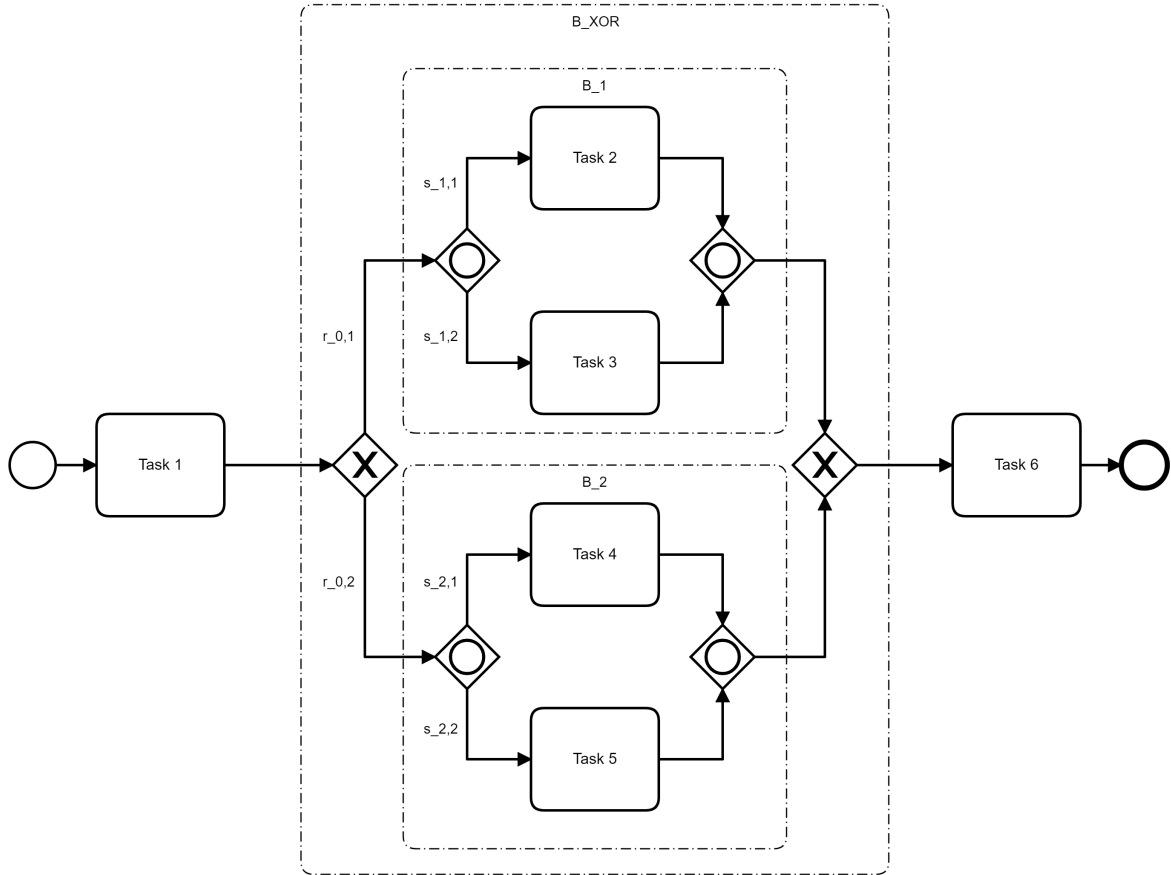 B_XOR
B_1
Task 2
s_1,1
r_0,1
s_1,2
Task 3
Task 1
Task 6
B_2
Task 4
r_0,2
s_2,1
s_2,2
Task 5